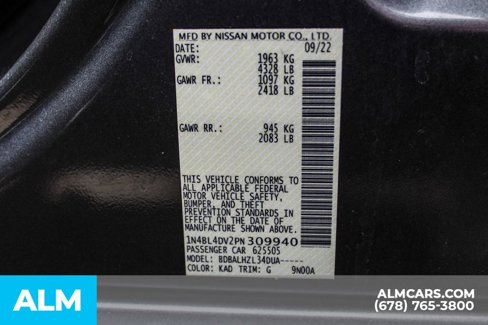 MFD BY NISSAN MOTOR CO., LTD.
DATE: 09/22
GVWR: 1963 KG
4328 LB
GAWR FR.: 1097 KG
2418 LB
GAWR RR.: 945 KG
2083 LB
THIS VEHICLE CONFORMS TO
ALL APPLICABLE FEDERAL
MOTOR VEHICLE SAFETY,
BUMPER, AND THEFT
PREVENTION STANDARDS IN
EFFECT ON THE DATE OF
MANUFACTURE SHOWN ABOVE.
1N4BL4DV2PN309940
PASSENGER CAR 625505
MODEL: BDBALHZL34DUA-----
COLOR: KAD TRIM: G 9N00A
ALM
ALMCARS.COM
(678) 765-3800